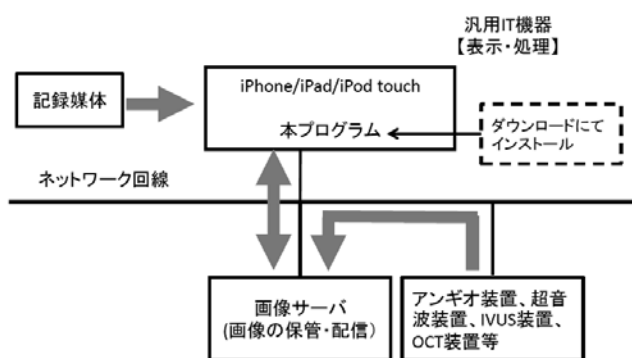 汎用IT機器
【表示・処理】
iPhone/iPad/iPod touch
記録媒体
本プログラム
ダウンロードにて
インストール
ネットワーク回線
画像サーバ
(画像の保管・配信)
アンギオ装置、超音
波装置、IVUS装置、
OCT装置等